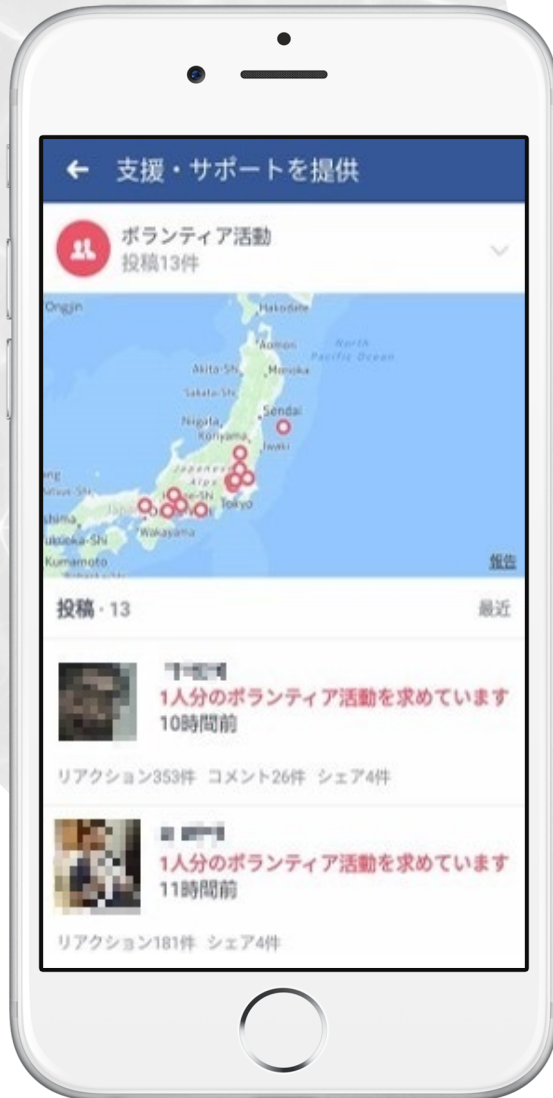 支援・サポートを提供
ボランティア活動
投稿13件
Ongjin
Hakodate
Aomori
North
Pacific Ocean
Akita-Shi
Morioka
Sakata-Shi
Sendai
Niigata
Koriyama
Iwaki
Japanese
Alps
Tokyo
Wakayama
Kumamoto
報告
投稿・13
最近
1人分のボランティア活動を求めています
10時間前
リアクション353件 コメント26件 シェア4件
1人分のボランティア活動を求めています
11時間前
リアクション181件 シェア4件